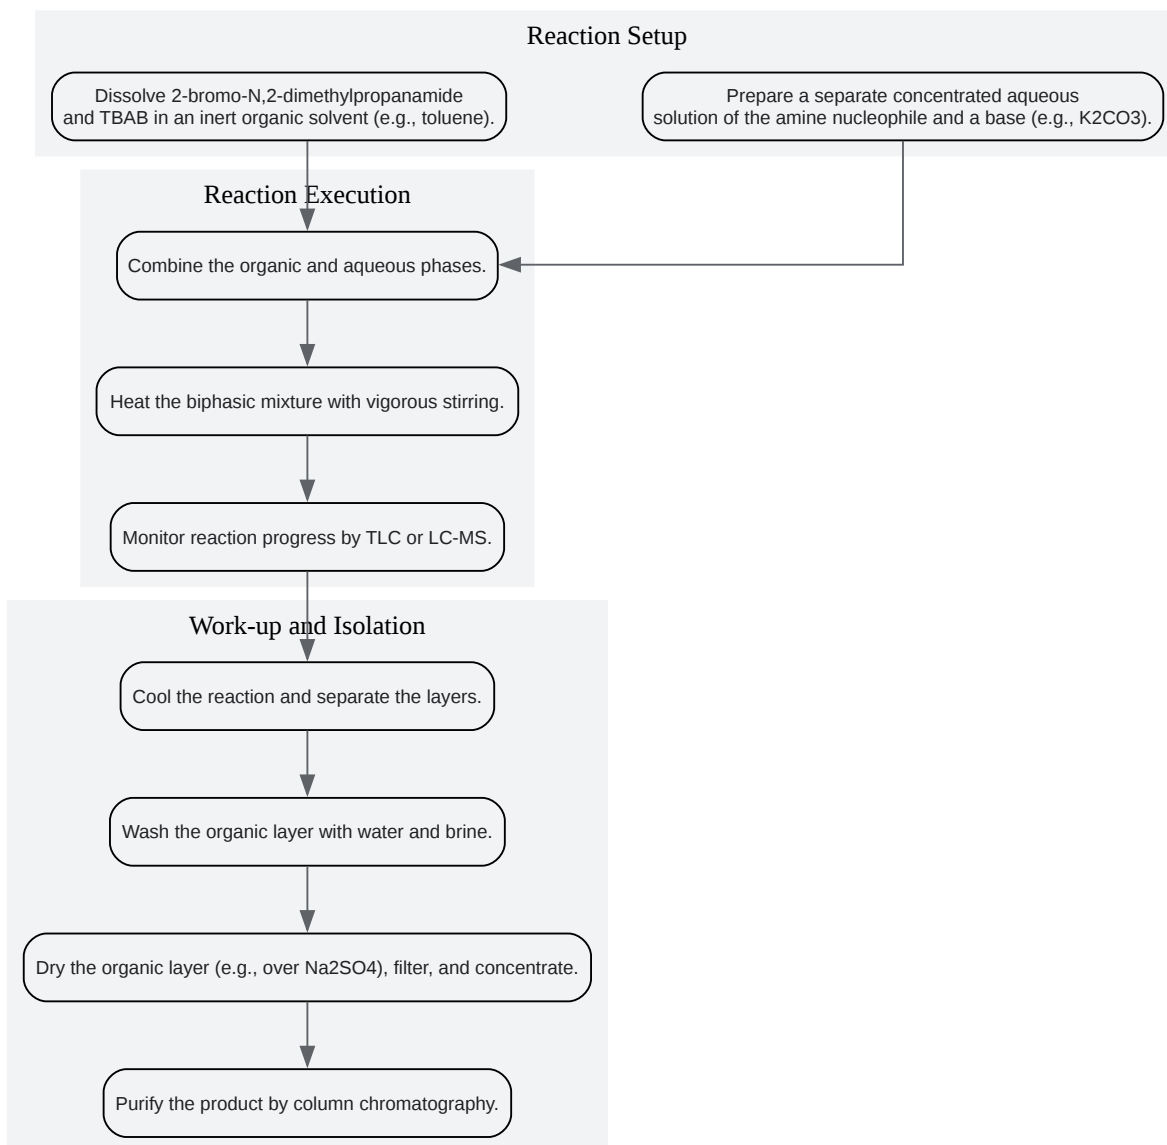 Reaction Setup
Dissolve 2-bromo-N,2-dimethylpropanamide
and TBAB in an inert organic solvent (e.g., toluene).
Prepare a separate concentrated aqueous
solution of the amine nucleophile and a base (e.g., K2CO3).
Reaction Execution
Combine the organic and aqueous phases.
Heat the biphasic mixture with vigorous stirring.
Monitor reaction progress by TLC or LC-MS.
Work-up and Isolation
Cool the reaction and separate the layers.
Wash the organic layer with water and brine.
Dry the organic layer (e.g., over Na2SO4), filter, and concentrate.
Purify the product by column chromatography.